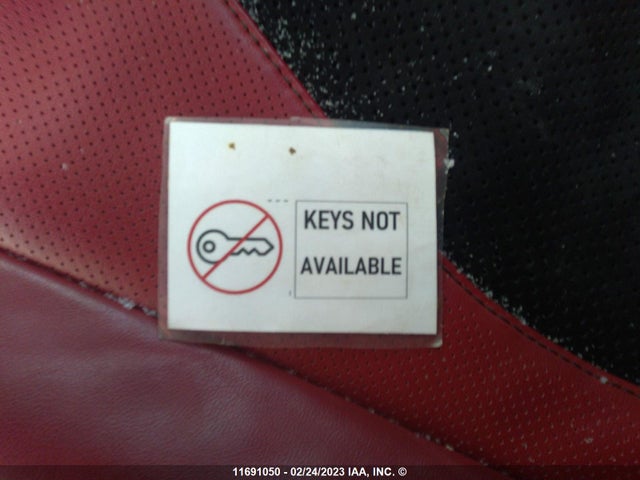 KEYS NOT
AVAILABLE
11691050 - 02/24/2023 IAA, INC. ©